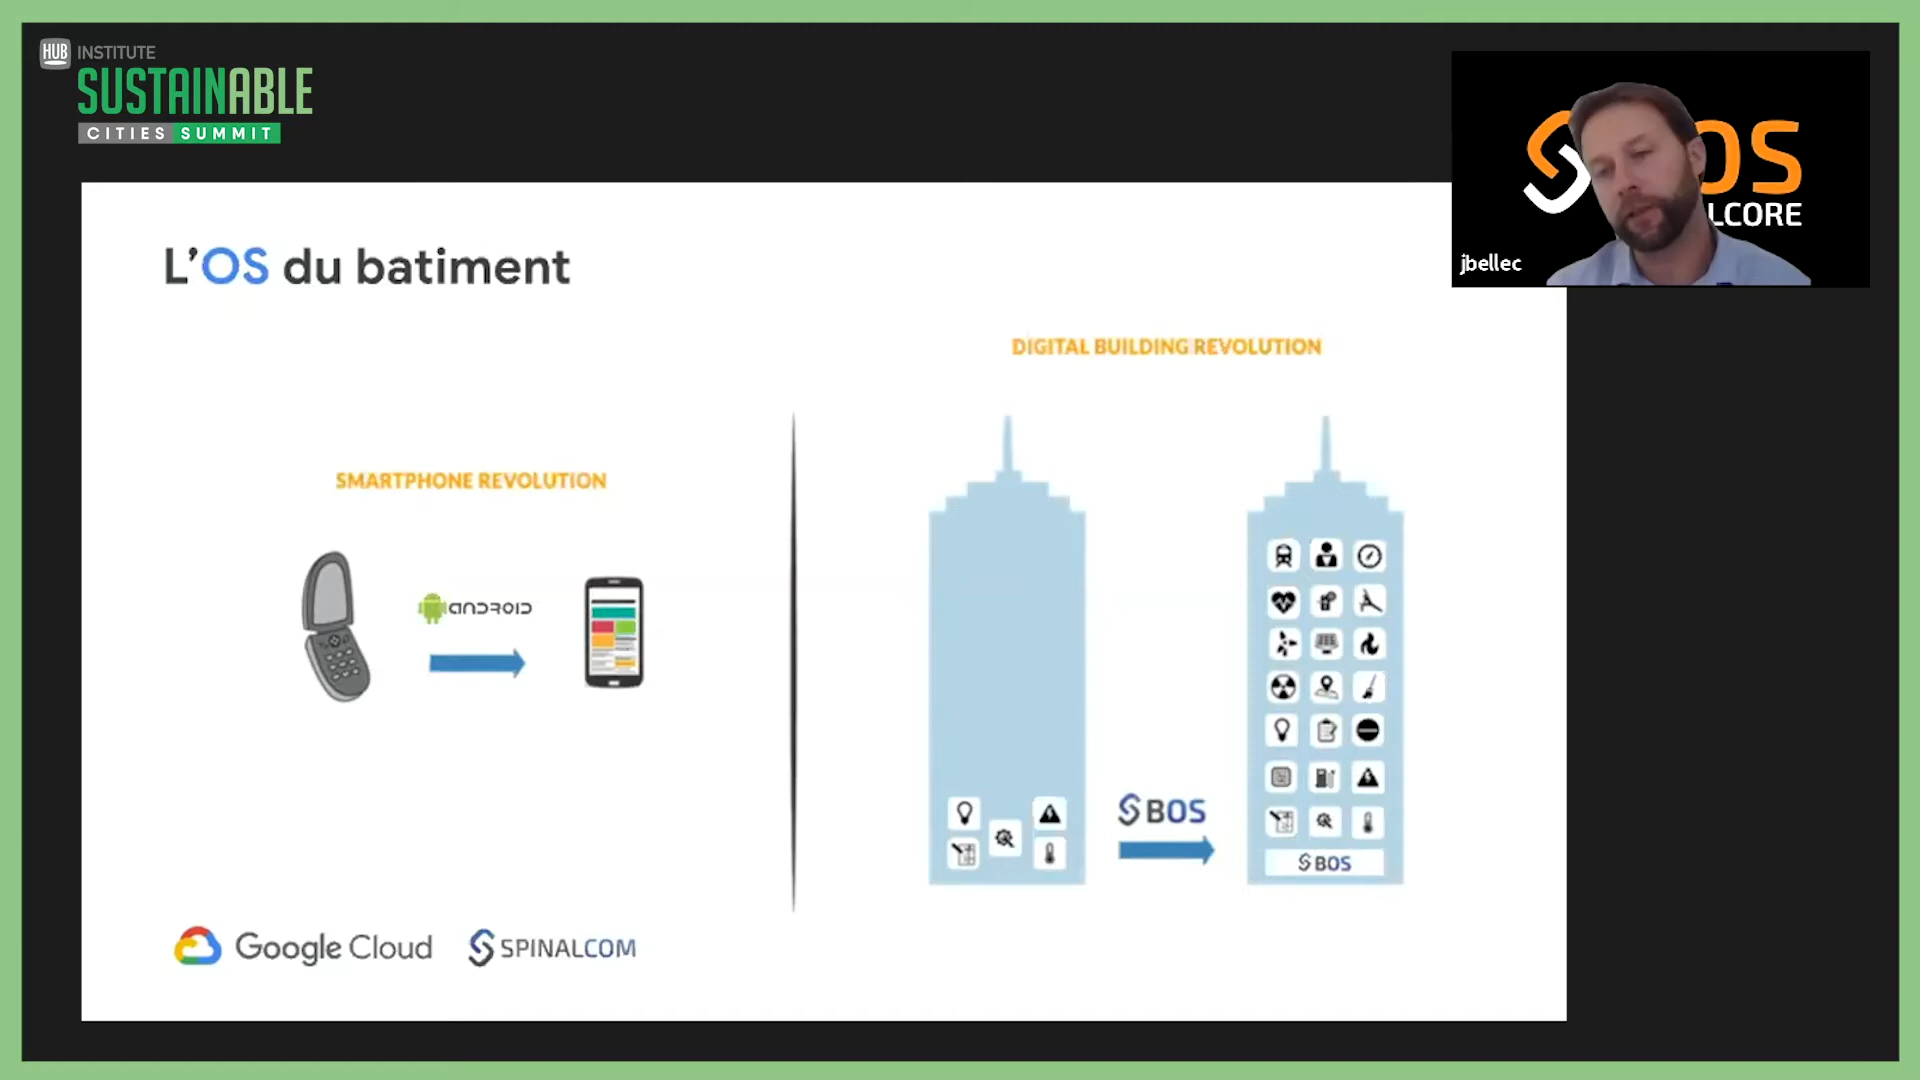 HUB INSTITUTE
SUSTAINABLE
CITIES SUMMIT
OS
LCORE
jbellec
L'OS du batiment
DIGITAL BUILDING REVOLUTION
SMARTPHONE REVOLUTION
ANDROID
BOS
BOS
Google Cloud
SPINALCOM